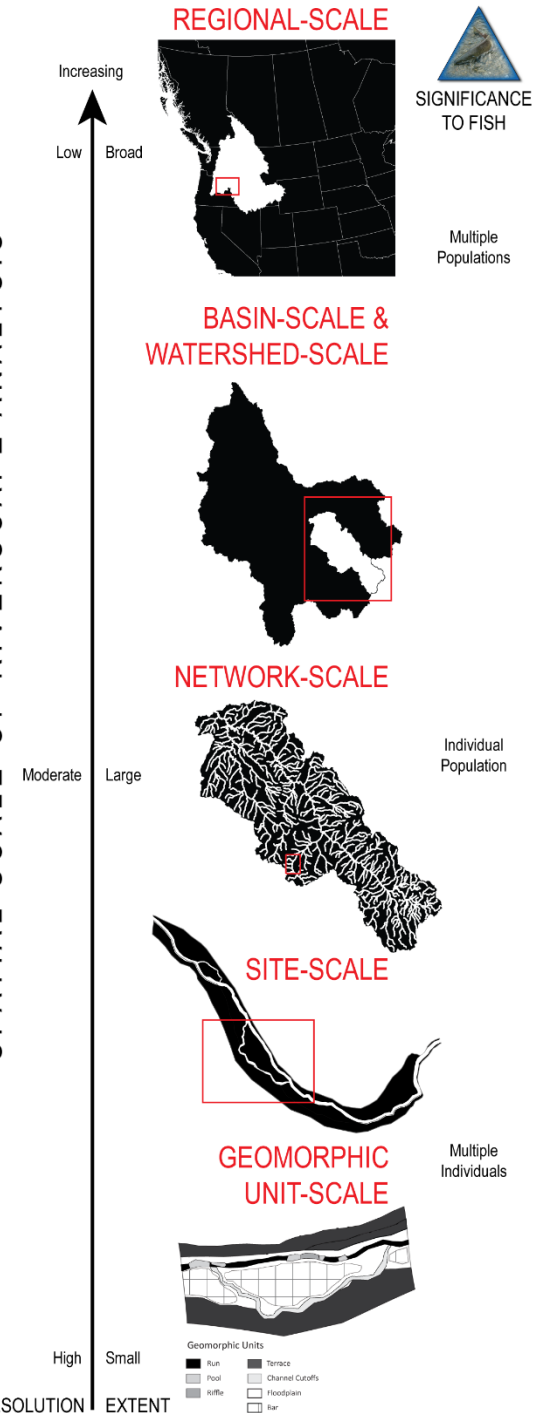 REGIONAL-SCALE
SIGNIFICANCE
TO FISH
Increasing
Low
Broad
Multiple
Populations
BASIN-SCALE &
WATERSHED-SCALE
NETWORK-SCALE
Individual
Population
Moderate
Large
SITE-SCALE
Multiple
Individuals
GEOMORPHIC
UNIT-SCALE
Geomorphic Units
Run
Pool
Riffle
Terrace
Channel Cutoffs
Floodplain
Bar
High
Small
SOLUTION
EXTENT